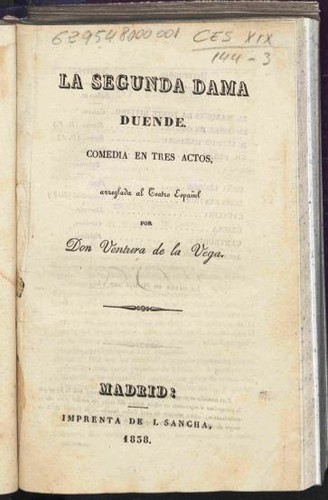 629548000001 CES XIX
144-3
LA SEGUNDA DAMA
DUENDE.
COMEDIA EN TRES ACTOS,
arreglada al Teatro Español
POR
Don Ventura de la Vega.
MADRID:
IMPRENTA DE I. SANCHA,
1838.